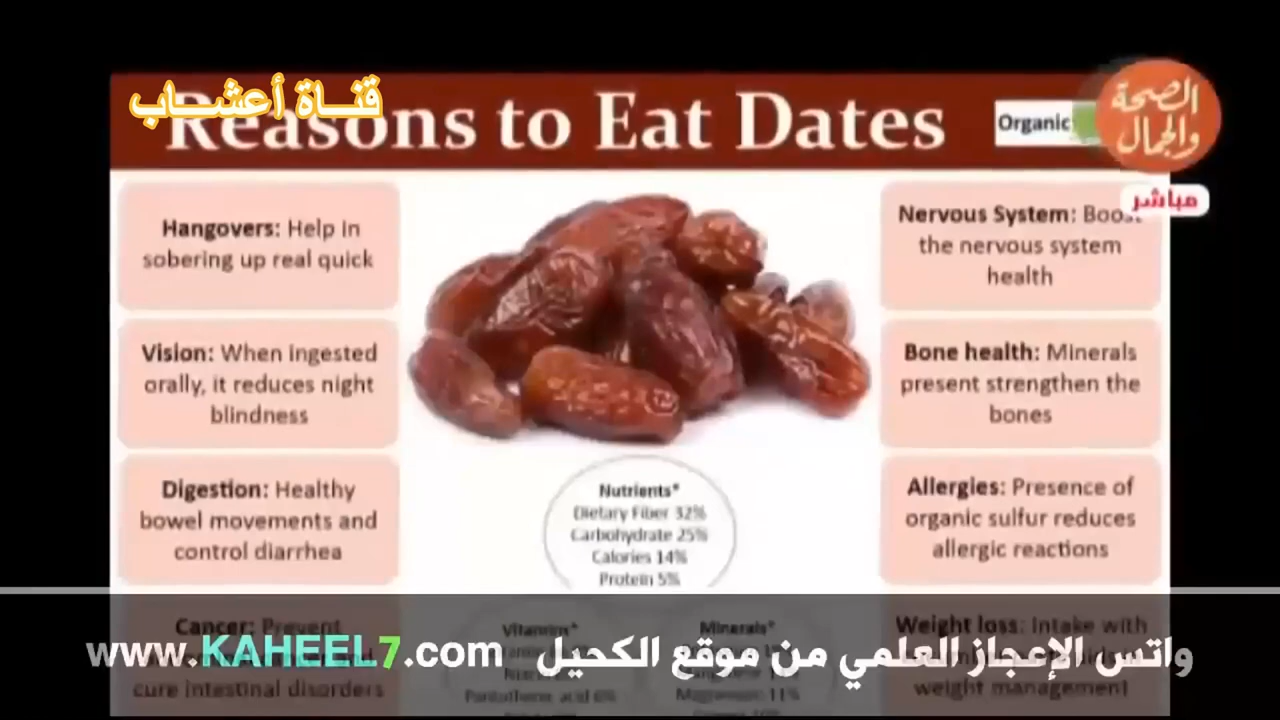 قناة أعشاب
Reasons to Eat Dates
Organic
الصحة
والجمال
مباشر
Hangovers: Help in
sobering up real quick
Vision: When ingested
orally, it reduces night
blindness
Digestion: Healthy
bowel movements and
control diarrhea
Cancer: Prevent
cure intestinal disorders
Nutrients*
Dietary Fiber 32%
Carbohydrate 25%
Calories 14%
Protein 5%
Vitamins*
Pantothenic acid 6%
Minerals*
Magnesium 11%
Nervous System: Boost
the nervous system
health
Bone health: Minerals
present strengthen the
bones
Allergies: Presence of
organic sulfur reduces
allergic reactions
Weight loss: Intake with
weight management
www.KAHEEL7.com واتس الإعجاز العلمي من موقع الكحيل